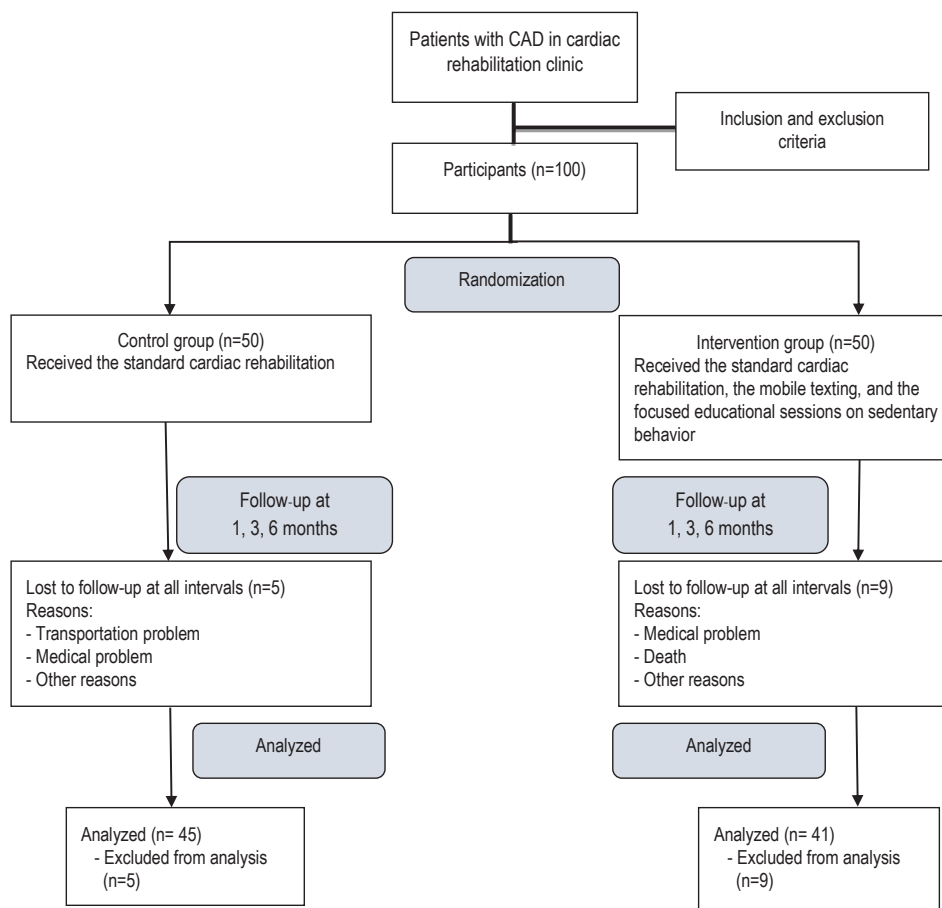 Patients with CAD in cardiac
rehabilitation clinic
Inclusion and exclusion
criteria
Participants (n=100)
Randomization
Control group (n=50)
Received the standard cardiac rehabilitation
Intervention group (n=50)
Received the standard cardiac
rehabilitation, the mobile texting, and the
focused educational sessions on sedentary
behavior
Follow-up at
1, 3, 6 months
Follow-up at
1, 3, 6 months
Lost to follow-up at all intervals (n=5)
Reasons:
- Transportation problem
- Medical problem
- Other reasons
Lost to follow-up at all intervals (n=9)
Reasons:
- Medical problem
- Death
- Other reasons
Analyzed
Analyzed
Analyzed (n= 45)
- Excluded from analysis
(n=5)
Analyzed (n= 41)
- Excluded from analysis
(n=9)